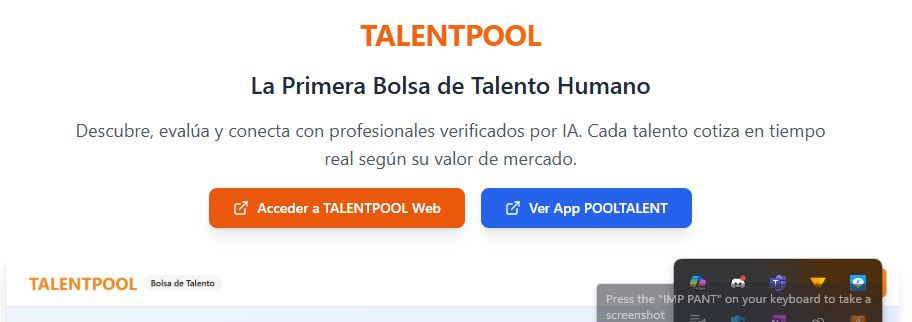 TALENTPOOL
La Primera Bolsa de Talento Humano
Descubre, evalúa y conecta con profesionales verificados por IA. Cada talento cotiza en tiempo
real según su valor de mercado.
Acceder a TALENTPOOL Web
Ver App POOLTALENT
TALENTPOOL
Bolsa de Talento
Press the "IMP PANT" on your keyboard to take a
screenshot